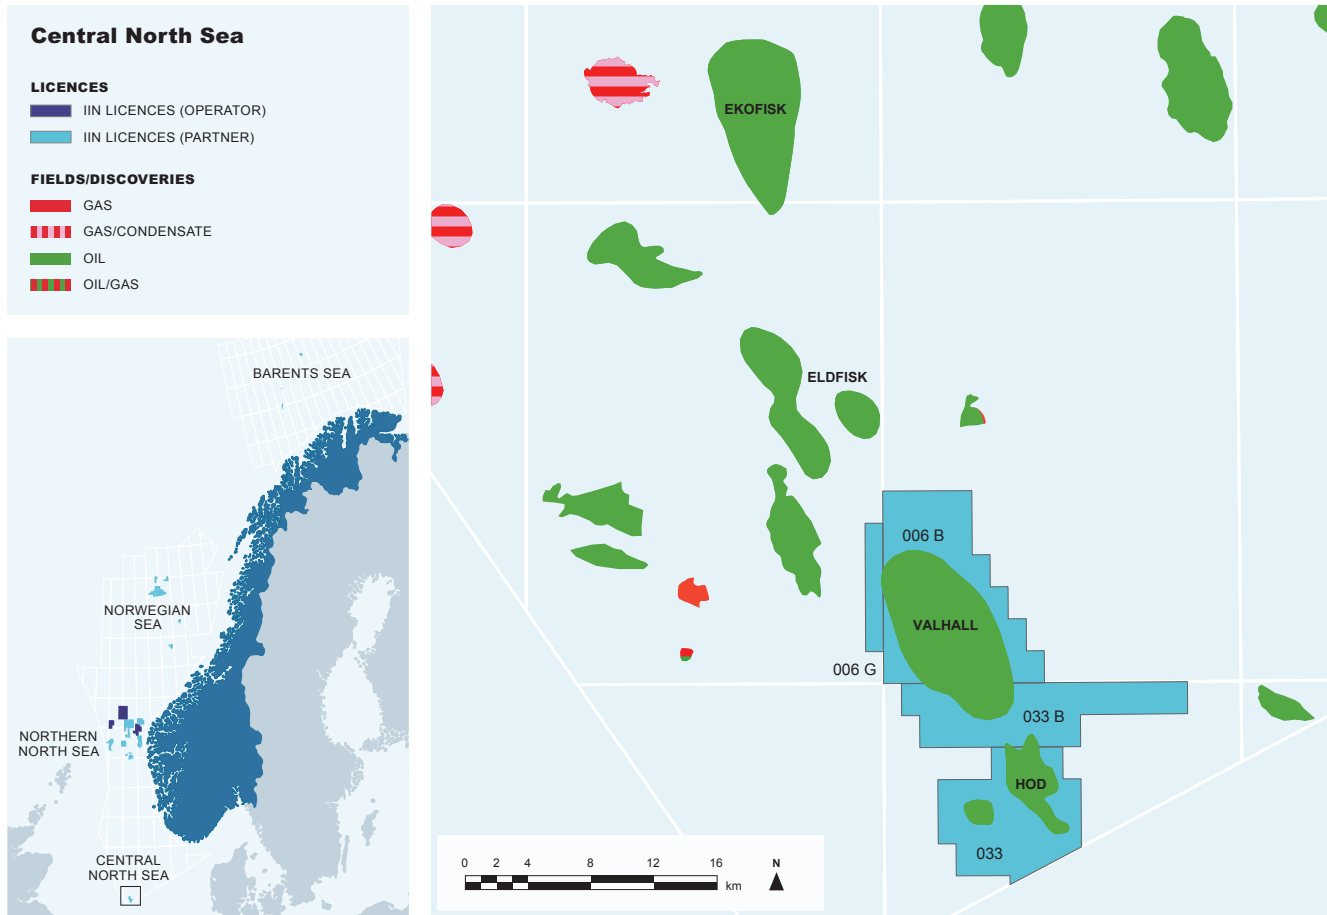 Central North Sea
LICENCES
IIN LICENCES (OPERATOR)
IIN LICENCES (PARTNER)
FIELDS/DISCOVERIES
GAS
GAS/CONDENSATE
OIL
OIL/GAS
BARENTS SEA
NORWEGIAN
SEA
NORTHERN
NORTH SEA
CENTRAL
NORTH SEA
EKOFISK
ELDFISK
006 B
VALHALL
006 G
033 B
HOD
033
0 2 4 8 12 16
km
N